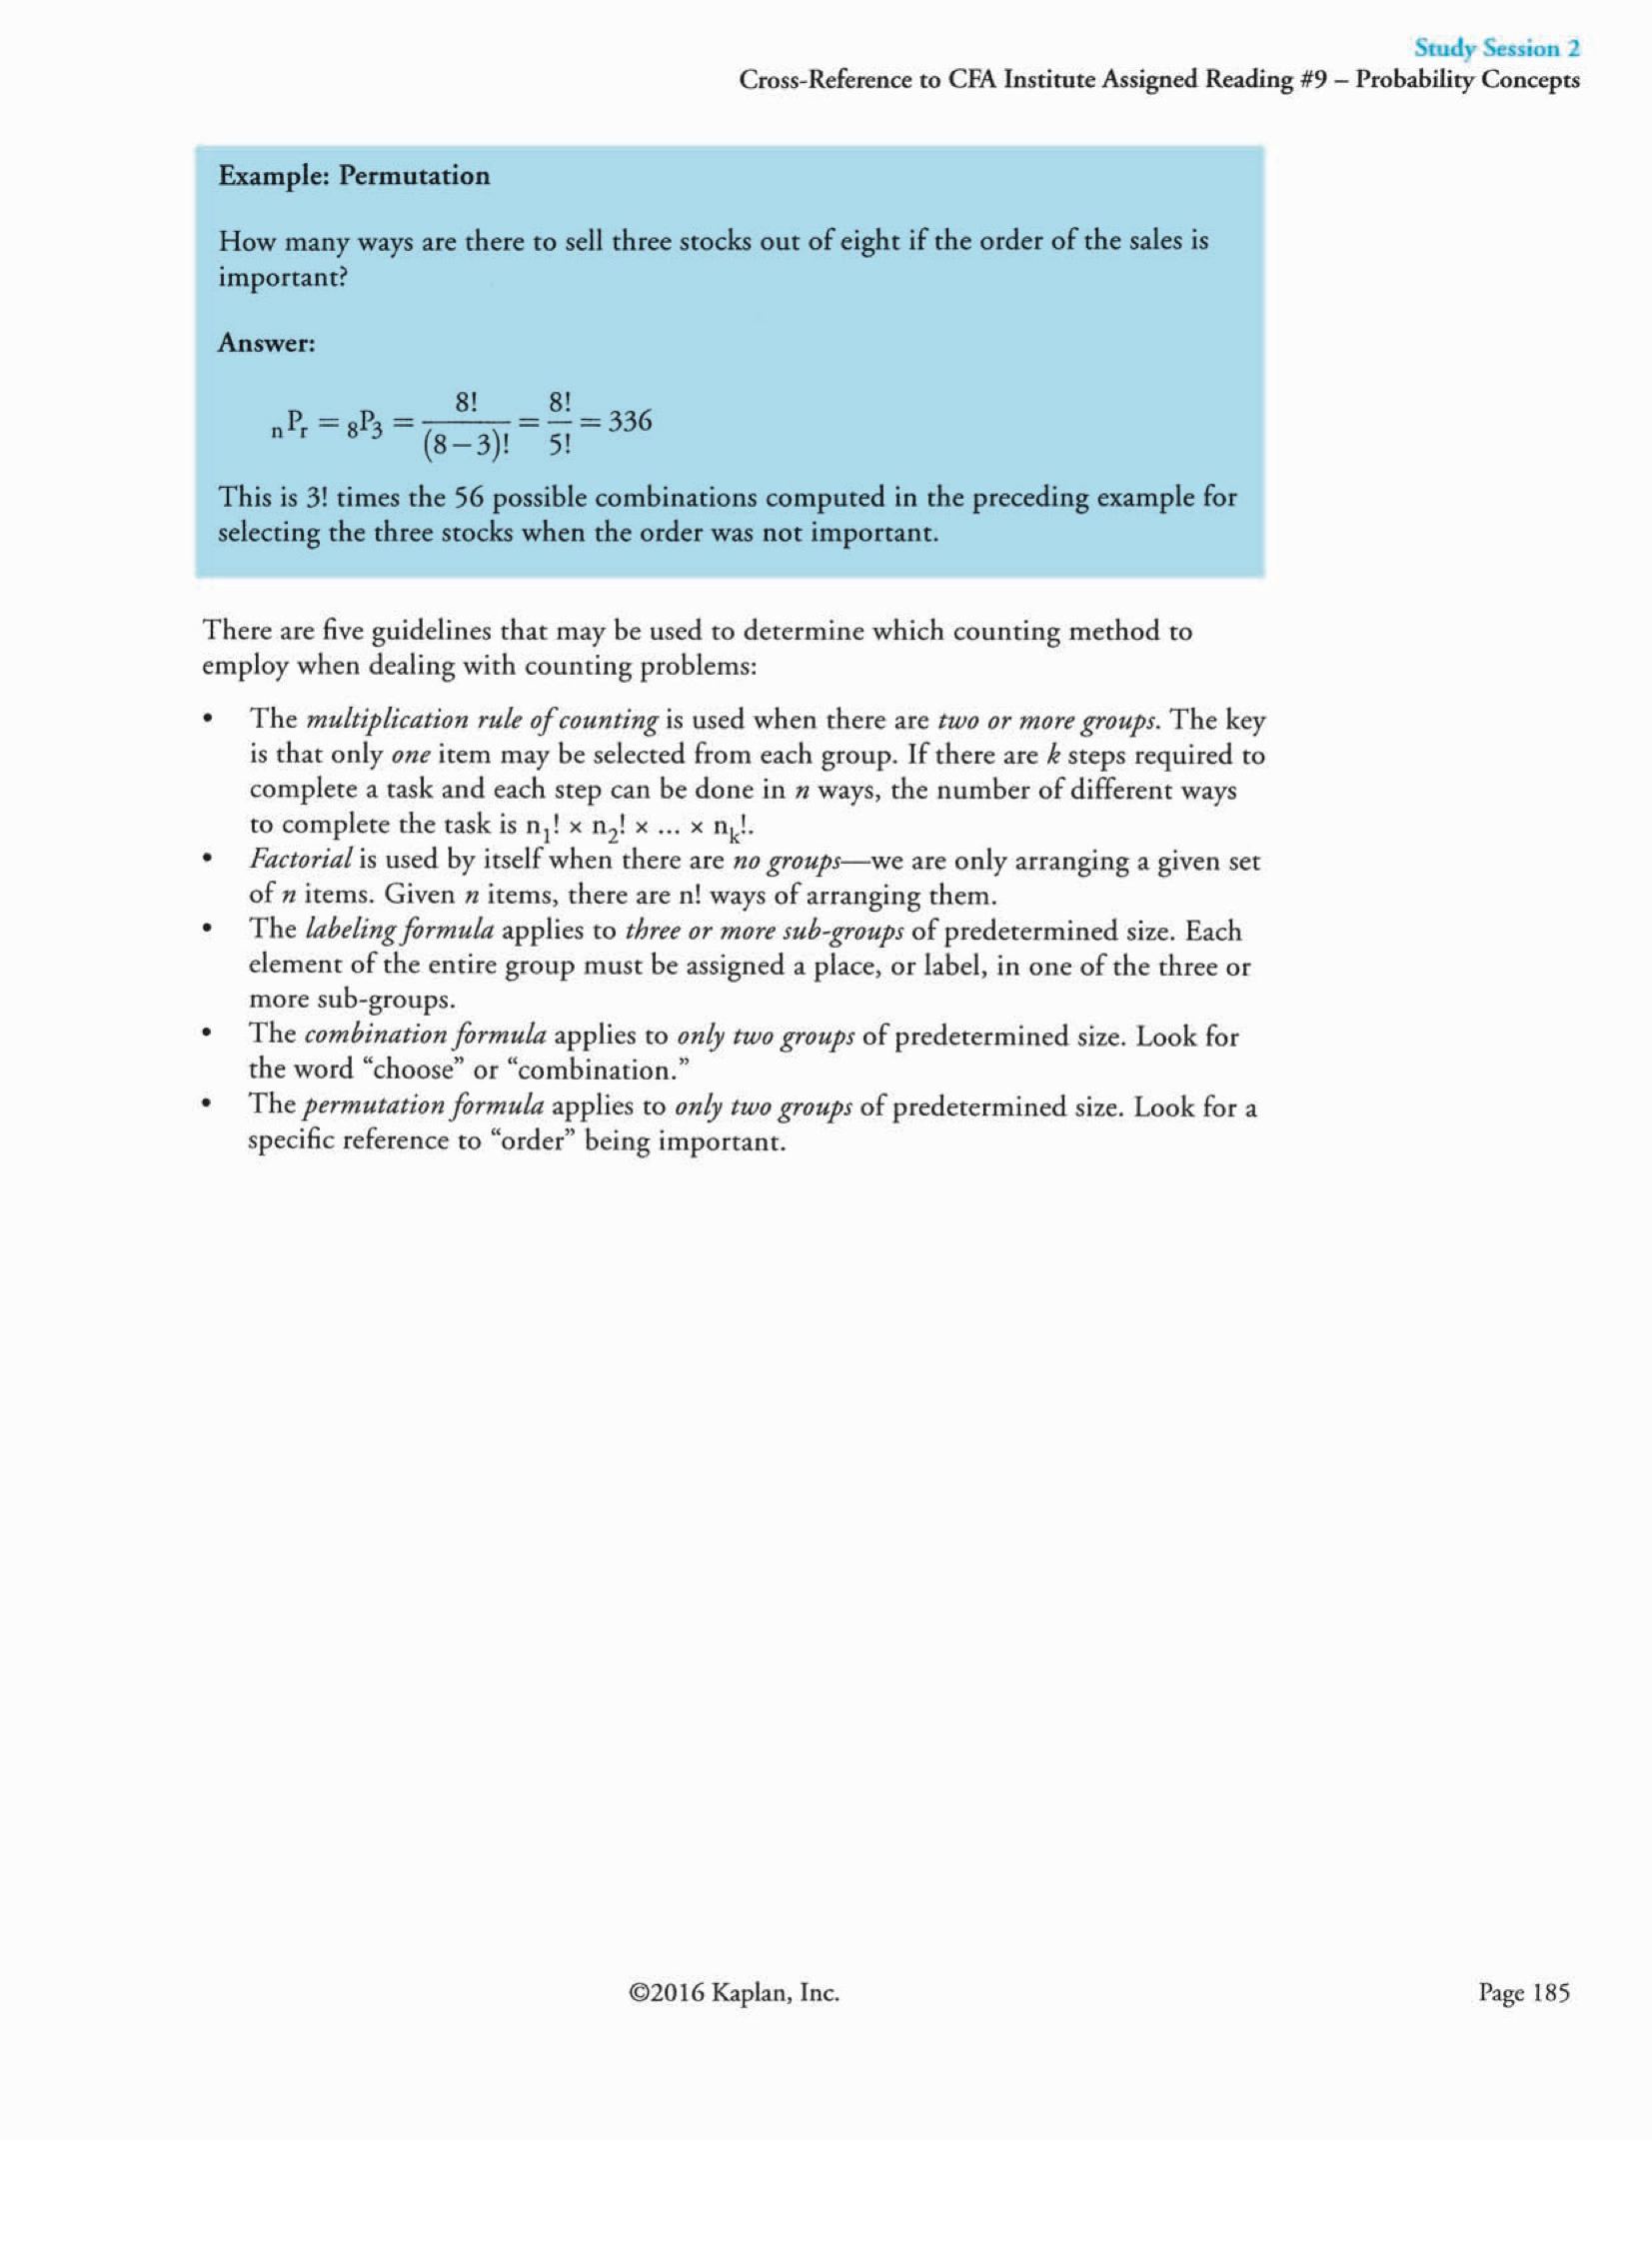 Study Session 2
Cross-Reference to CFA Institute Assigned Reading #9 – Probability Concepts
Example: Permutation
How many ways are there to sell three stocks out of eight if the order of the sales is
important?
Answer:
nPr = 8P3 = 8!/(8−3)! = 8!/5! = 336
This is 3! times the 56 possible combinations computed in the preceding example for
selecting the three stocks when the order was not important.
There are five guidelines that may be used to determine which counting method to
employ when dealing with counting problems:
• The multiplication rule of counting is used when there are two or more groups. The key
is that only one item may be selected from each group. If there are k steps required to
complete a task and each step can be done in n ways, the number of different ways
to complete the task is n1! × n2! × ... × nk!.
• Factorial is used by itself when there are no groups—we are only arranging a given set
of n items. Given n items, there are n! ways of arranging them.
• The labeling formula applies to three or more sub-groups of predetermined size. Each
element of the entire group must be assigned a place, or label, in one of the three or
more sub-groups.
• The combination formula applies to only two groups of predetermined size. Look for
the word “choose” or “combination.”
• The permutation formula applies to only two groups of predetermined size. Look for a
specific reference to “order” being important.
©2016 Kaplan, Inc.
Page 185